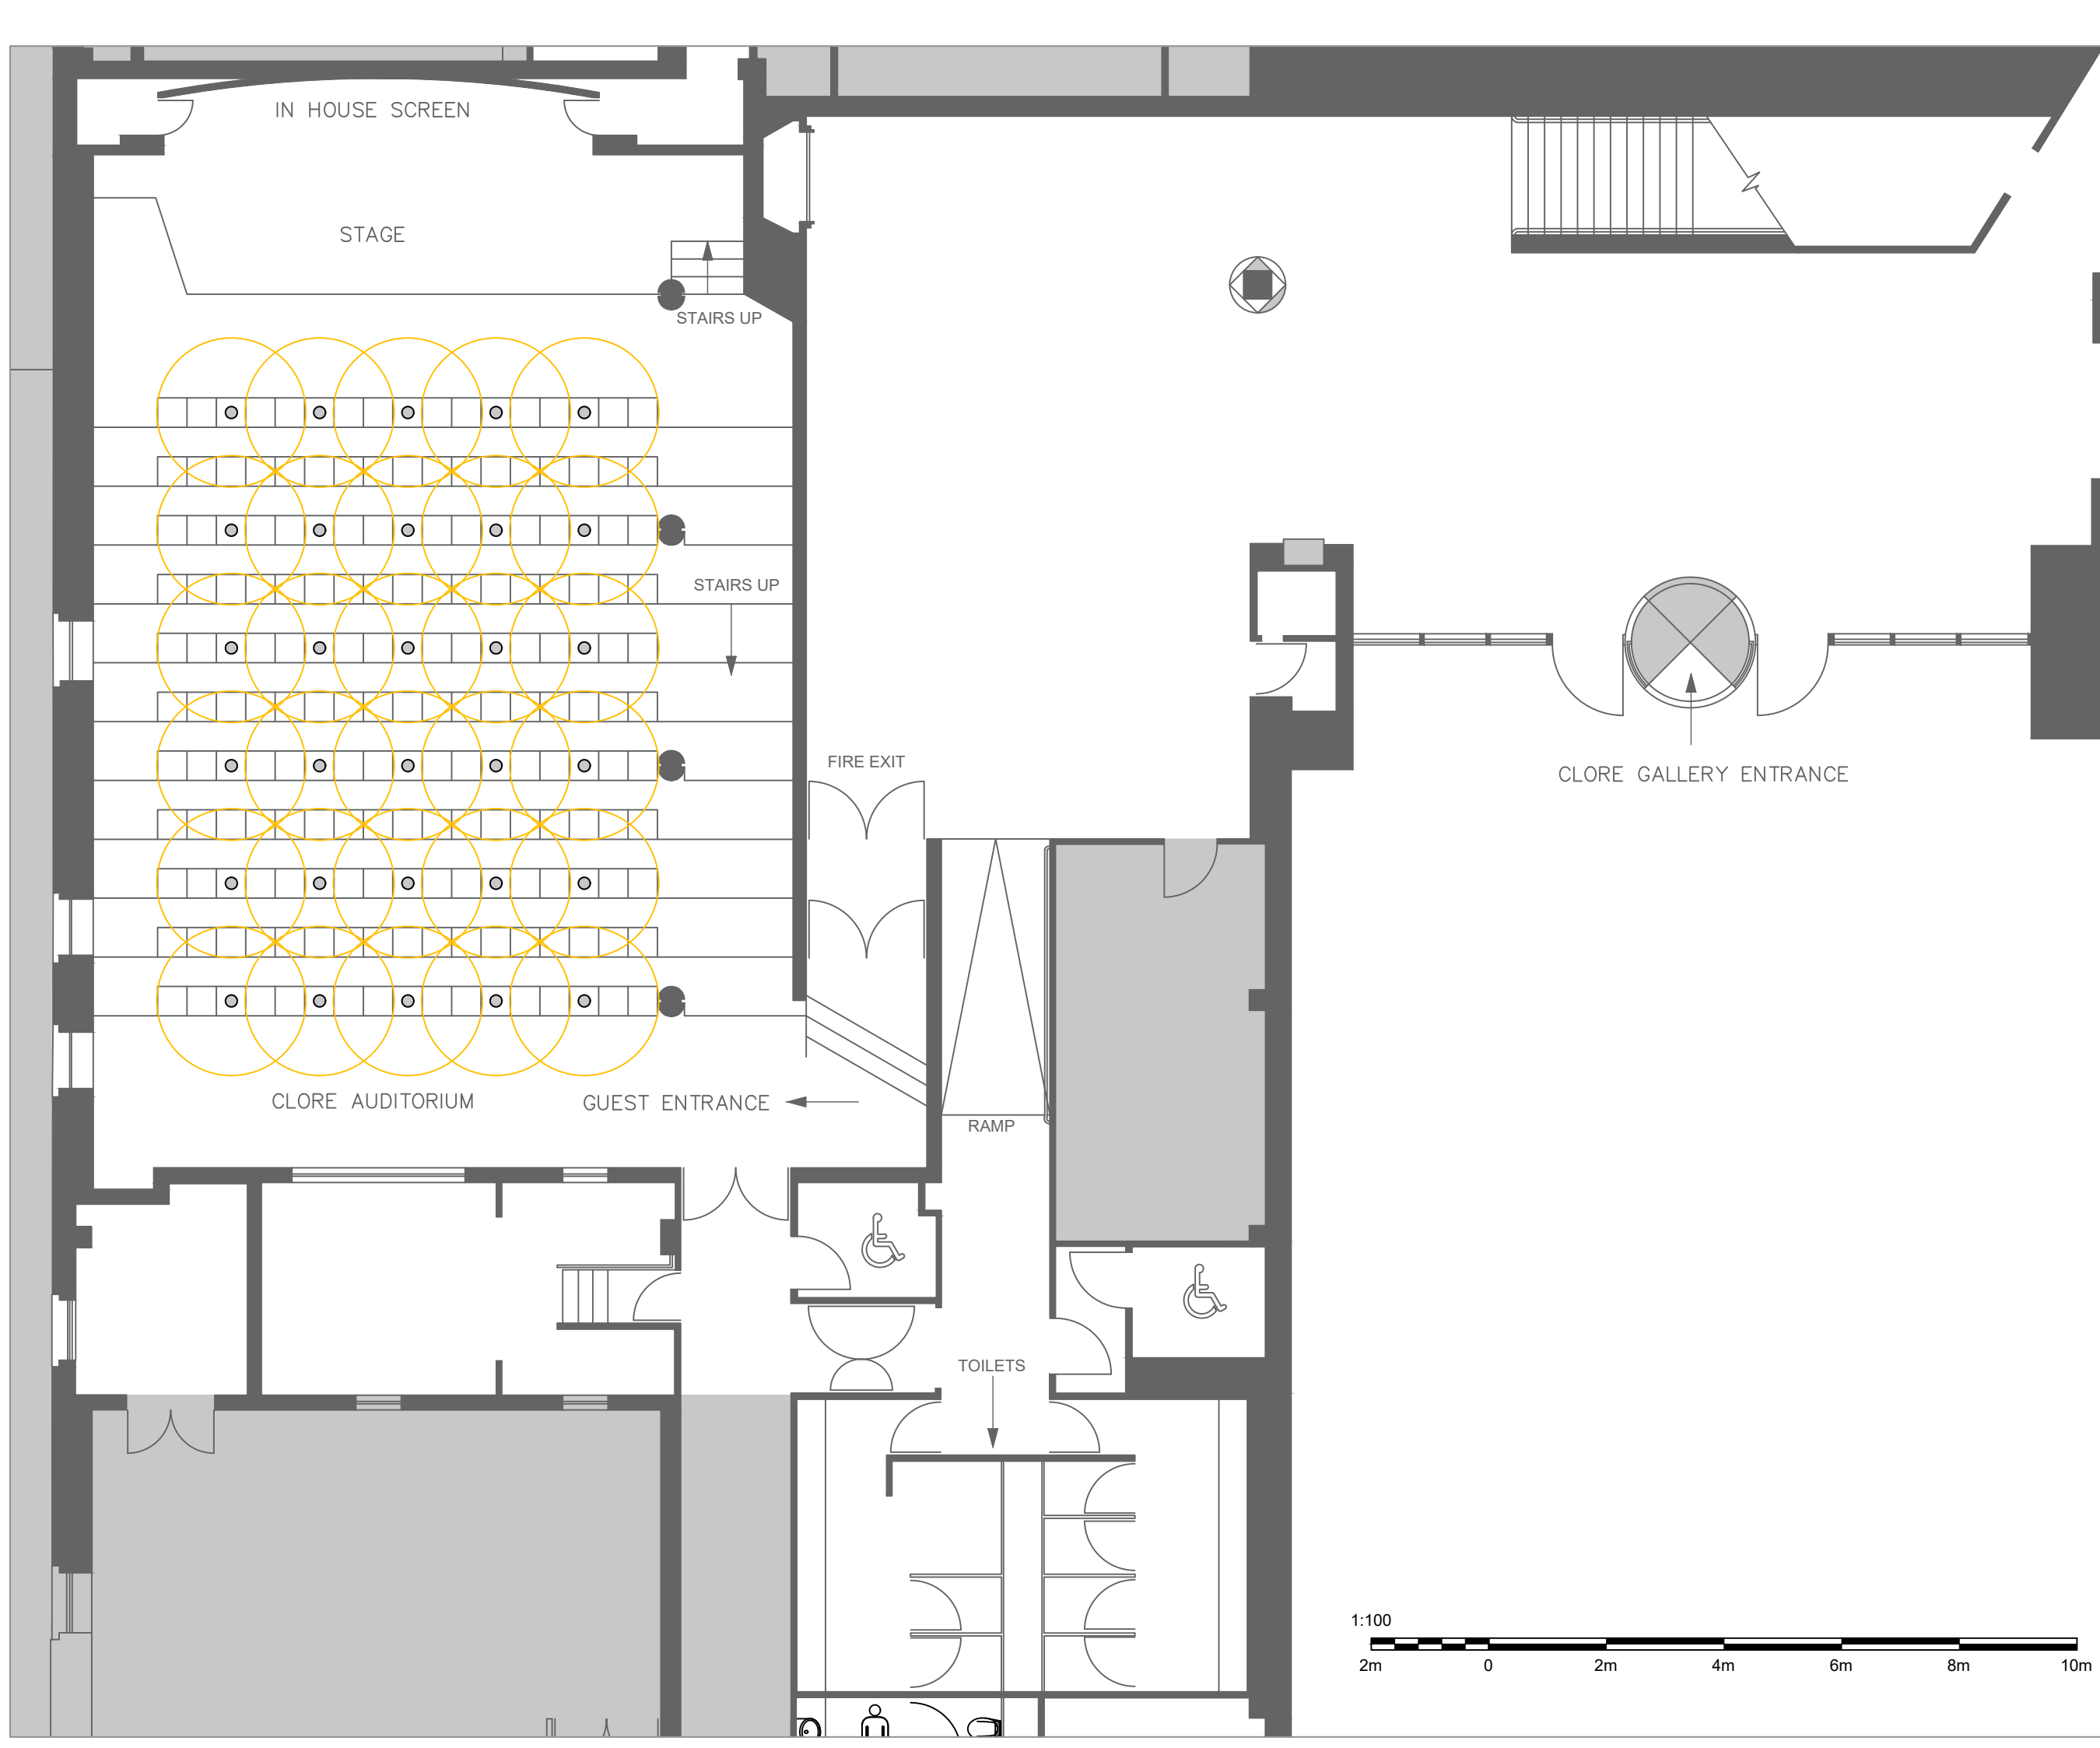 IN HOUSE SCREEN
STAGE
STAIRS UP
STAIRS UP
FIRE EXIT
CLORE GALLERY ENTRANCE
CLORE AUDITORIUM
GUEST ENTRANCE
RAMP
TOILETS
1:100
2m 0 2m 4m 6m 8m 10m